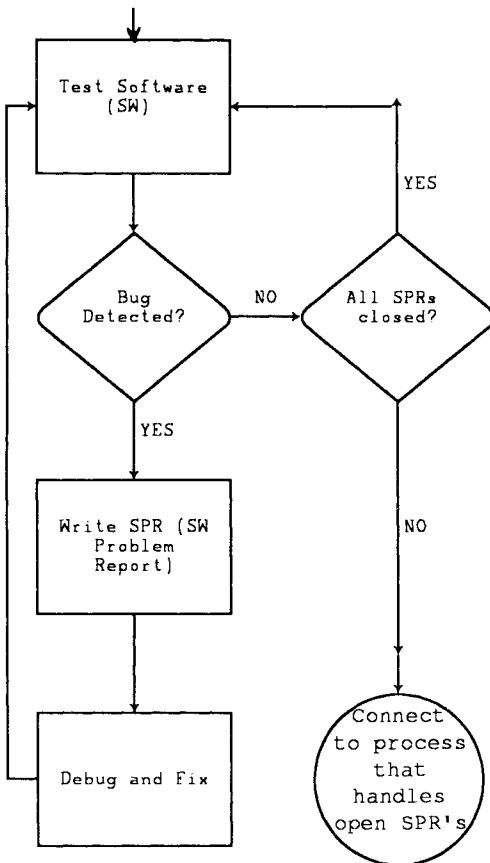 Test Software
(SW)
YES
Bug
Detected?
NO
All SPRs
closed?
YES
Write SPR (SW
Problem
Report)
NO
Debug and Fix
Connect
to process
that
handles
open SPR's